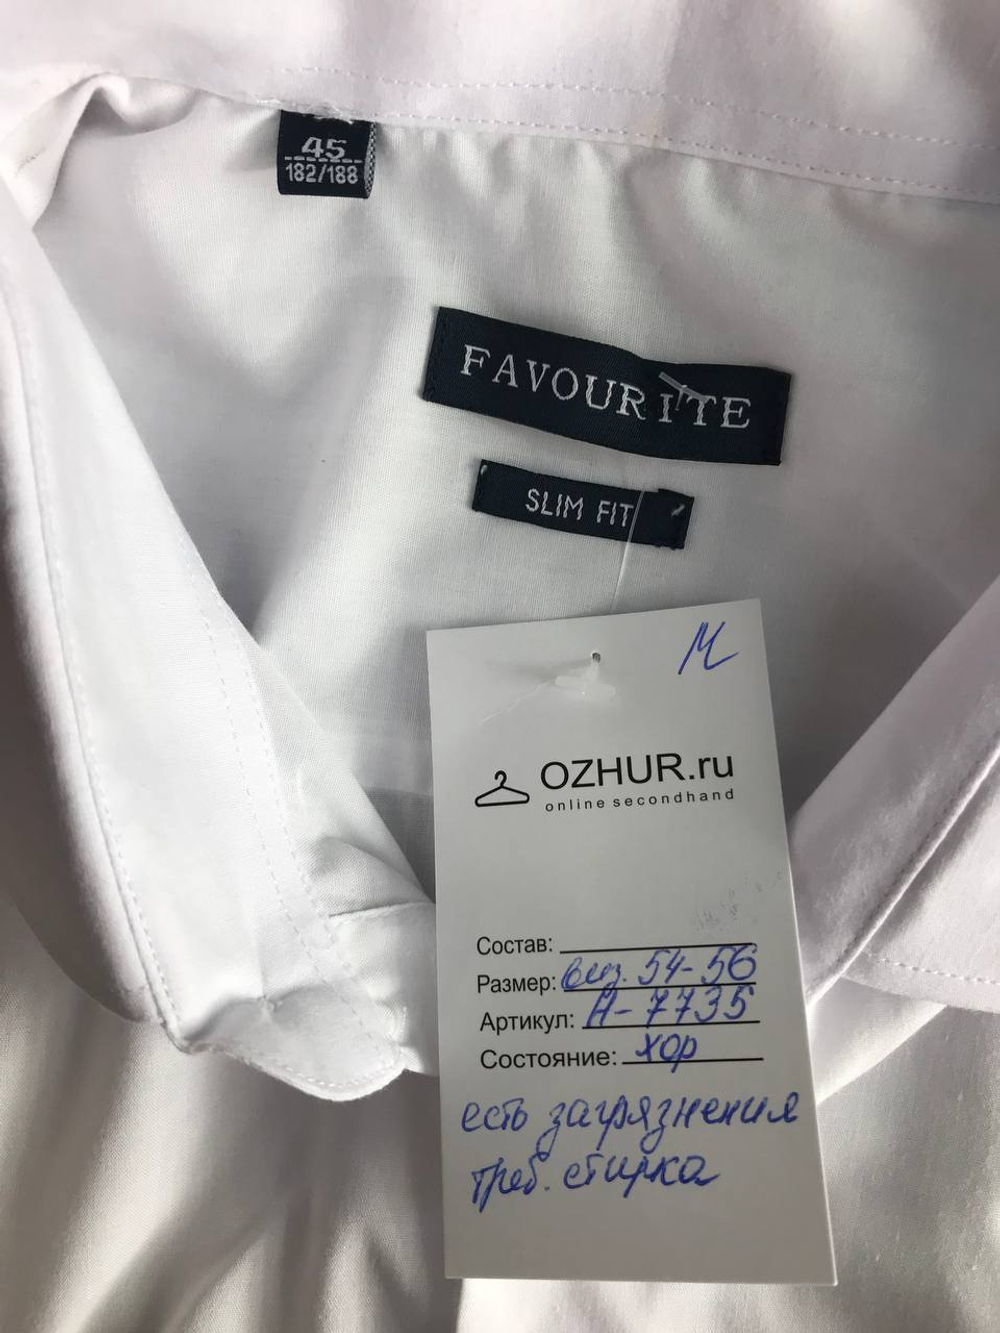 45
182/188
FAVOURITE
SLIM FIT
М
OZHUR.ru
online secondhand
Состав:
Размер: виз. 54-56
Артикул: А-7735
Состояние: хор
есть загрязнения
треб. стирка